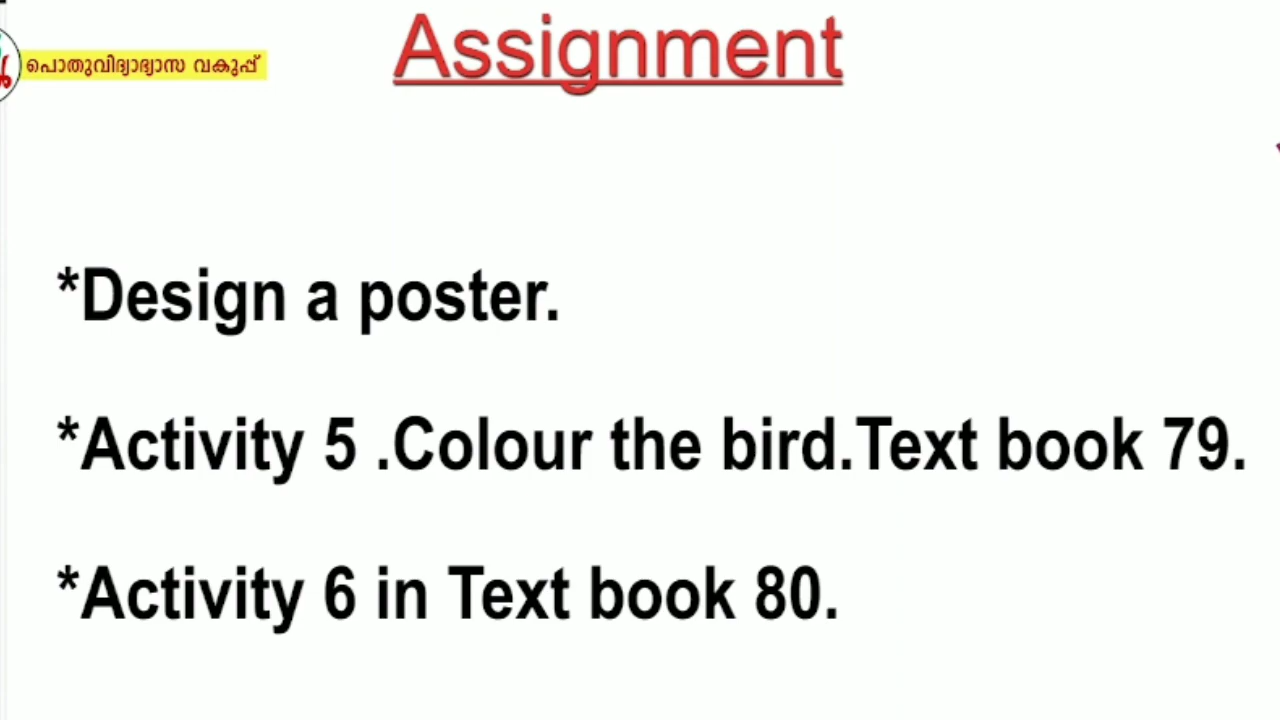 Assignment
പൊതുവിദ്യാഭ്യാസ വകുപ്പ്
*Design a poster.
*Activity 5 .Colour the bird.Text book 79.
*Activity 6 in Text book 80.